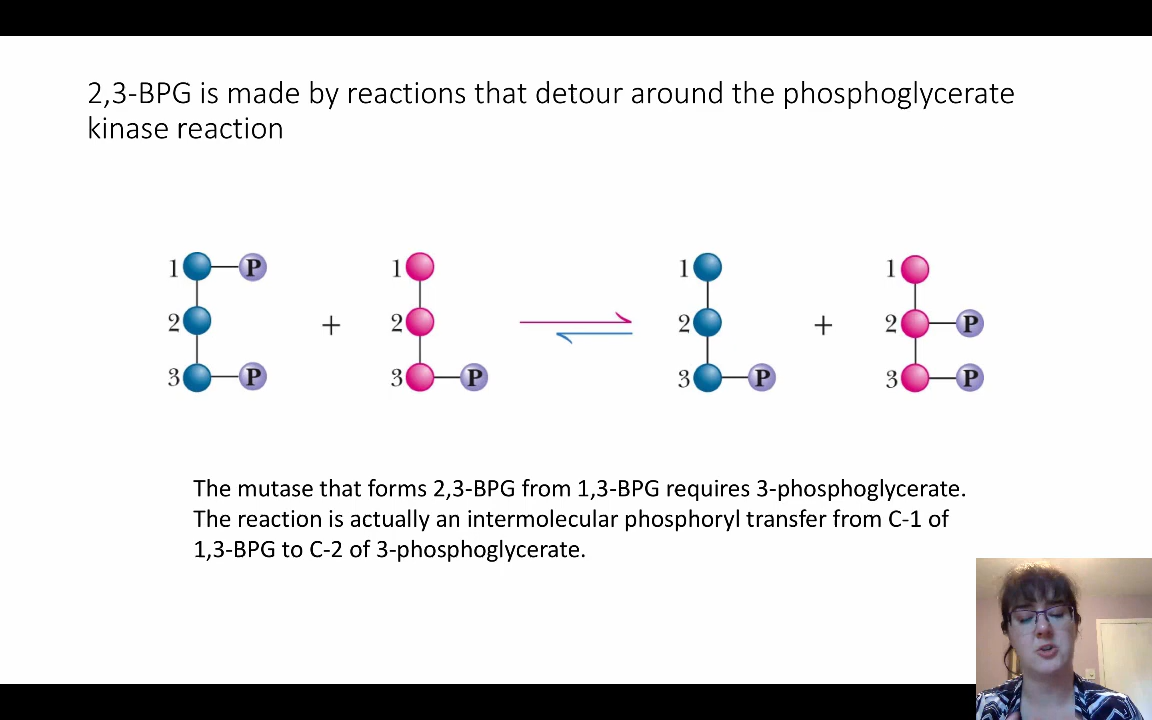 2,3-BPG is made by reactions that detour around the phosphoglycerate
kinase reaction
1 P 1 1 1
2 + 2 2 + 2 P
3 P 3 P 3 P 3 P
The mutase that forms 2,3-BPG from 1,3-BPG requires 3-phosphoglycerate.
The reaction is actually an intermolecular phosphoryl transfer from C-1 of
1,3-BPG to C-2 of 3-phosphoglycerate.